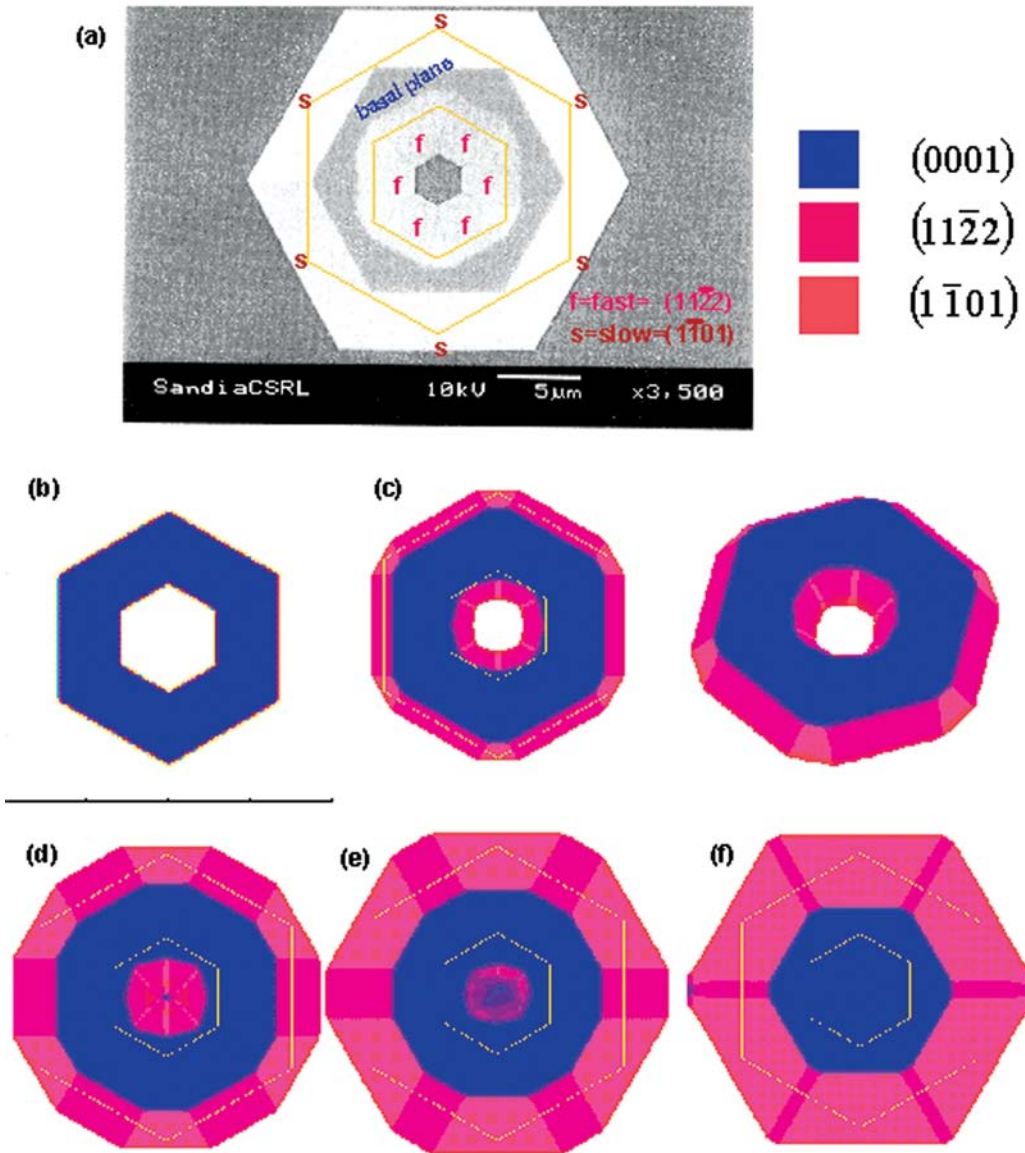 (a)
s
s
s
basal plane
f
f
f
f
f
f
s
s
s
f=fast= (112̅2)
s=slow=(11̅01)
SandiaCSRL 10kV 5μm x3,500
(0001)
(112̅2)
(11̅01)
(b)
(c)
(d)
(e)
(f)